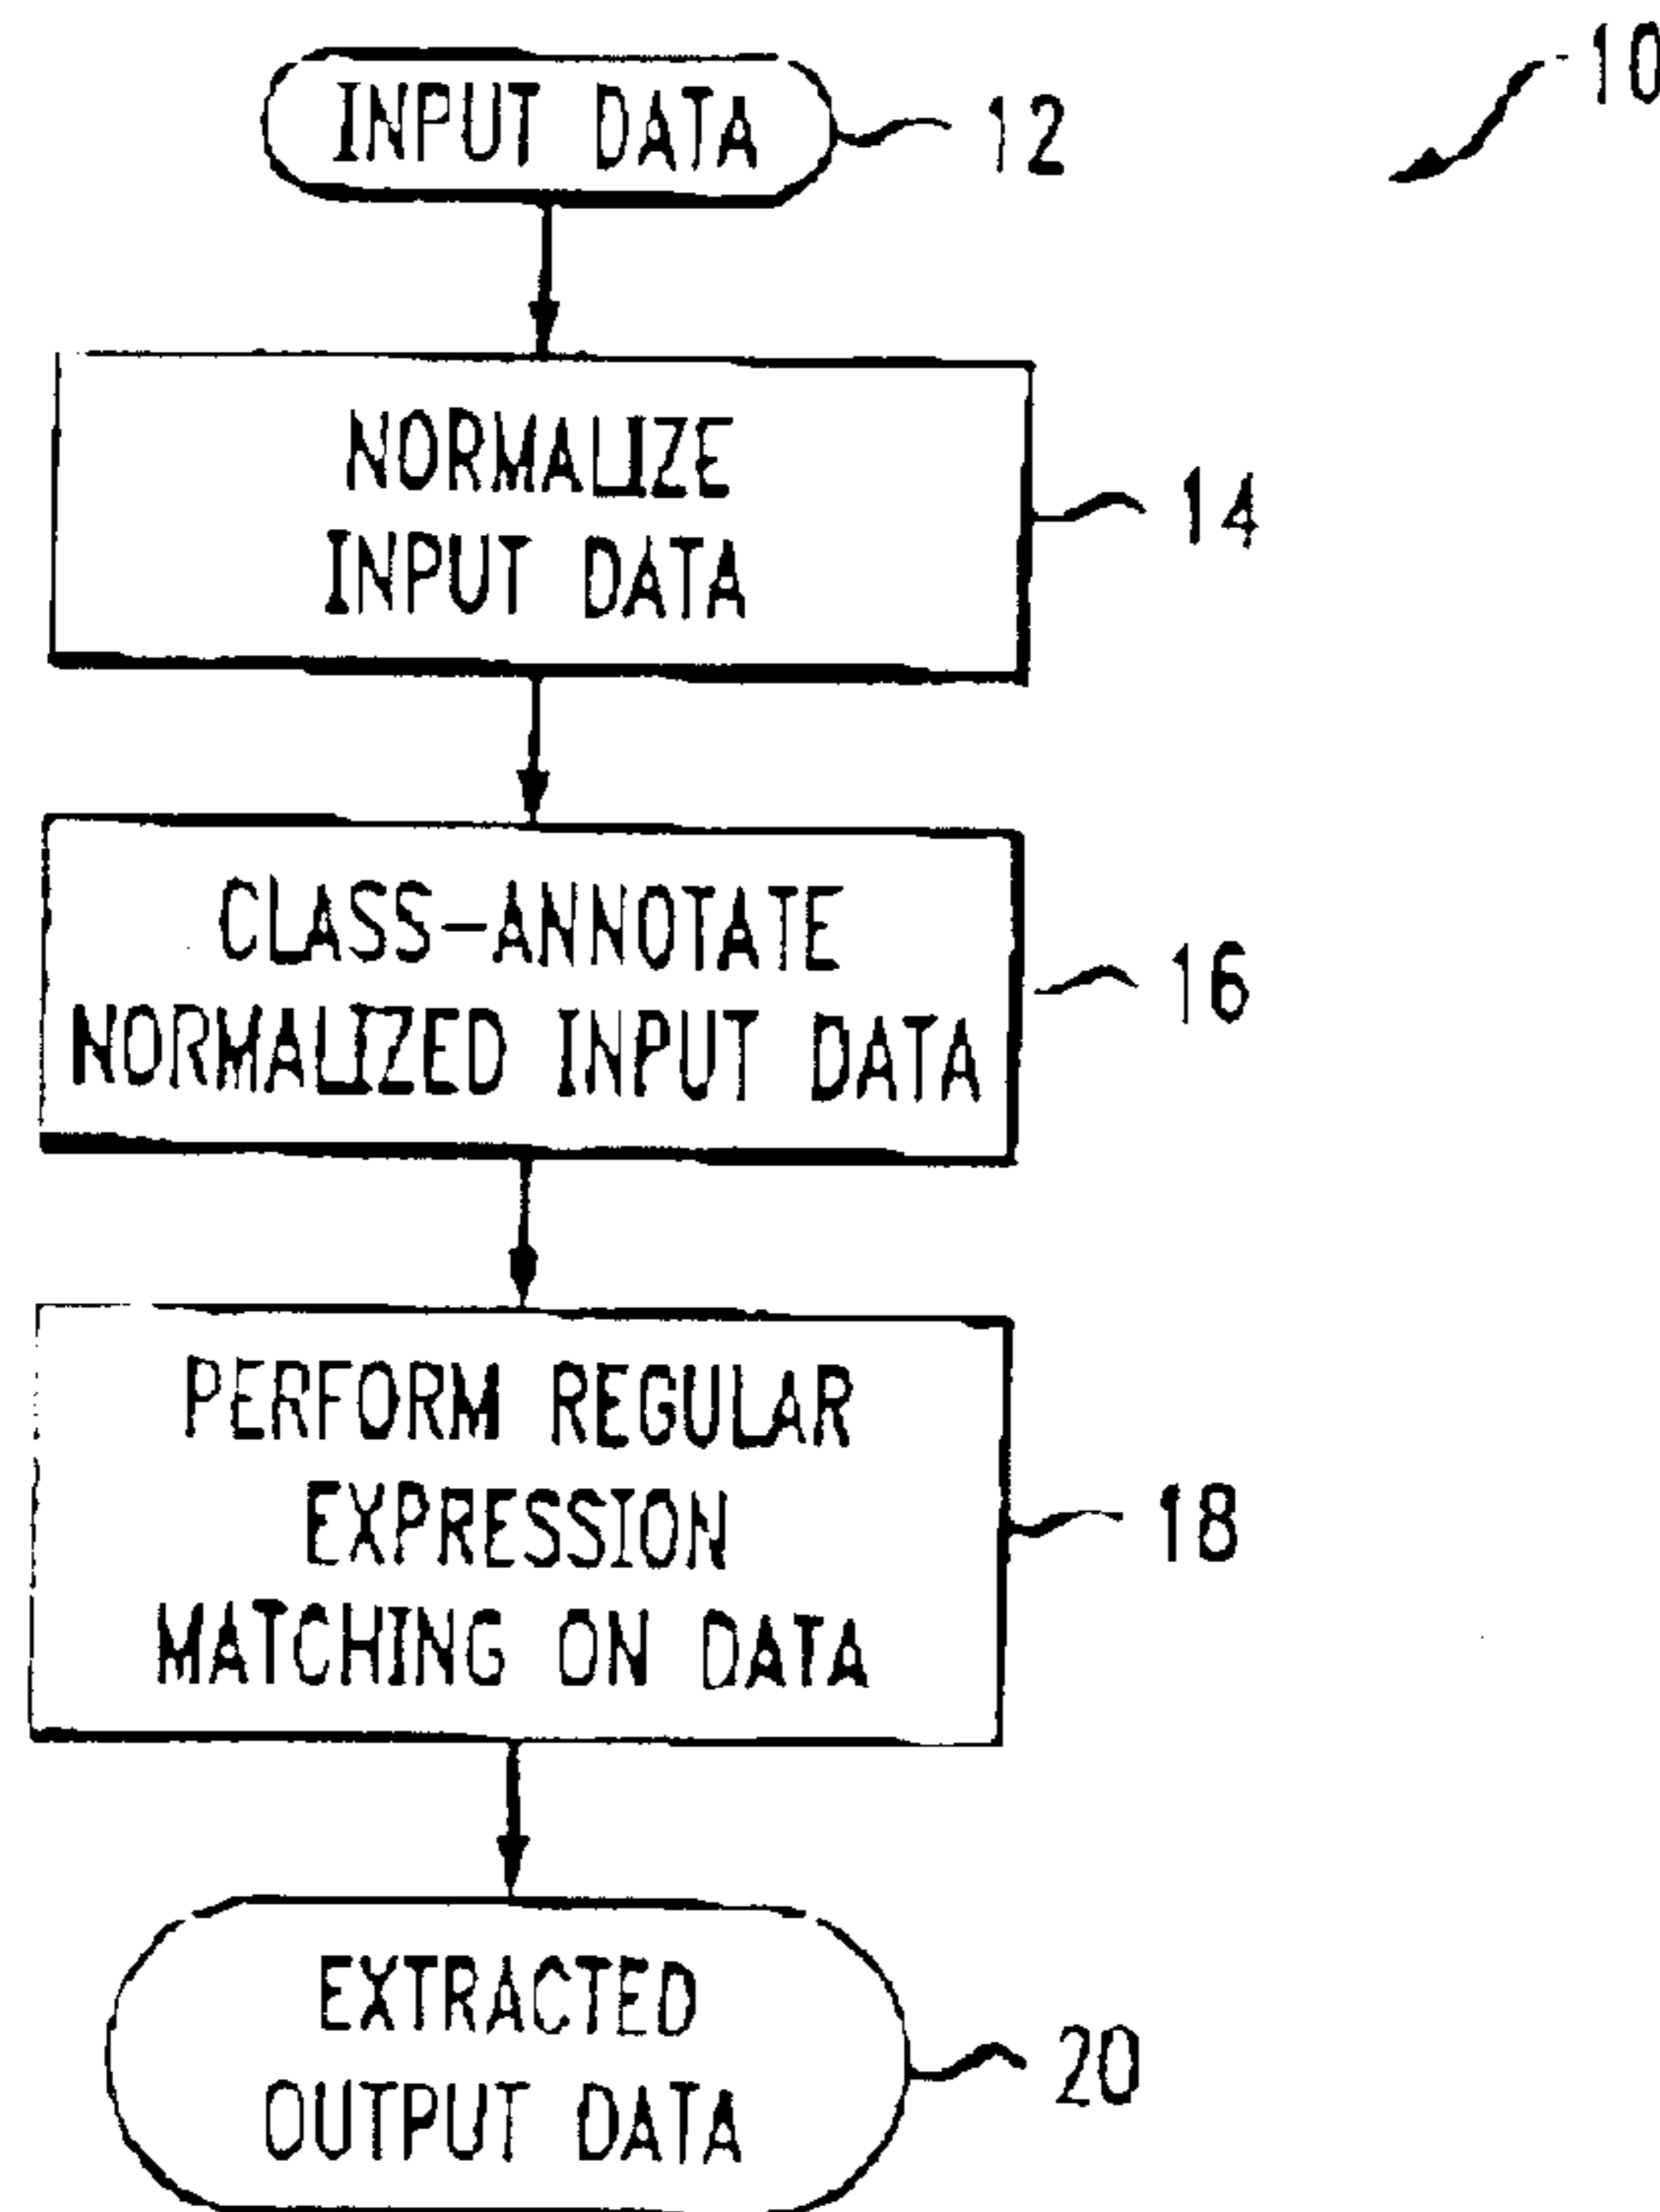 10
INPUT DATA
12
NORMALIZE
INPUT DATA
14
CLASS-ANNOTATE
NORMALIZED INPUT DATA
16
PERFORM REGULAR
EXPRESSION
MATCHING ON DATA
18
EXTRACTED
OUTPUT DATA
20